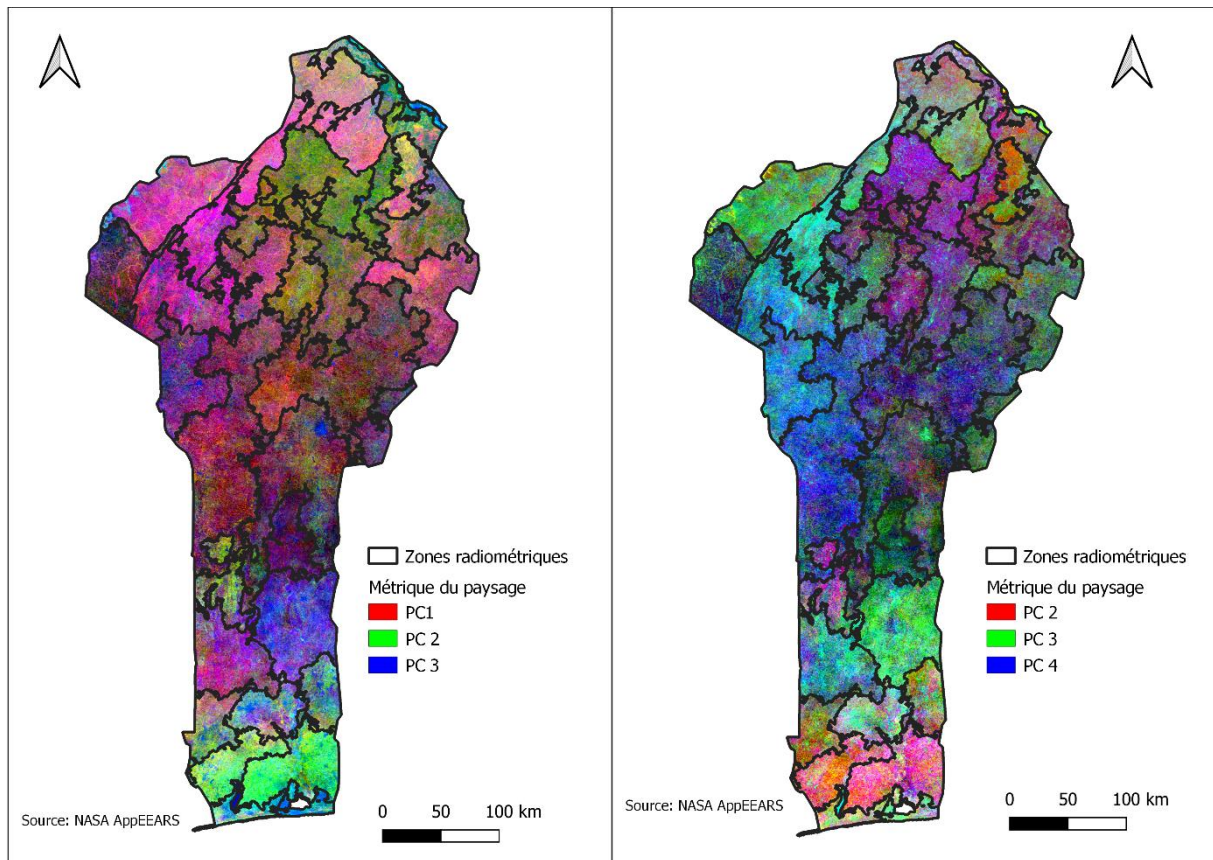 Zones radiométriques
Métrique du paysage
PC1
PC 2
PC 3
Source: NASA AppEEARS
0 50 100 km
Zones radiométriques
Métrique du paysage
PC 2
PC 3
PC 4
Source: NASA AppEEARS
0 50 100 km